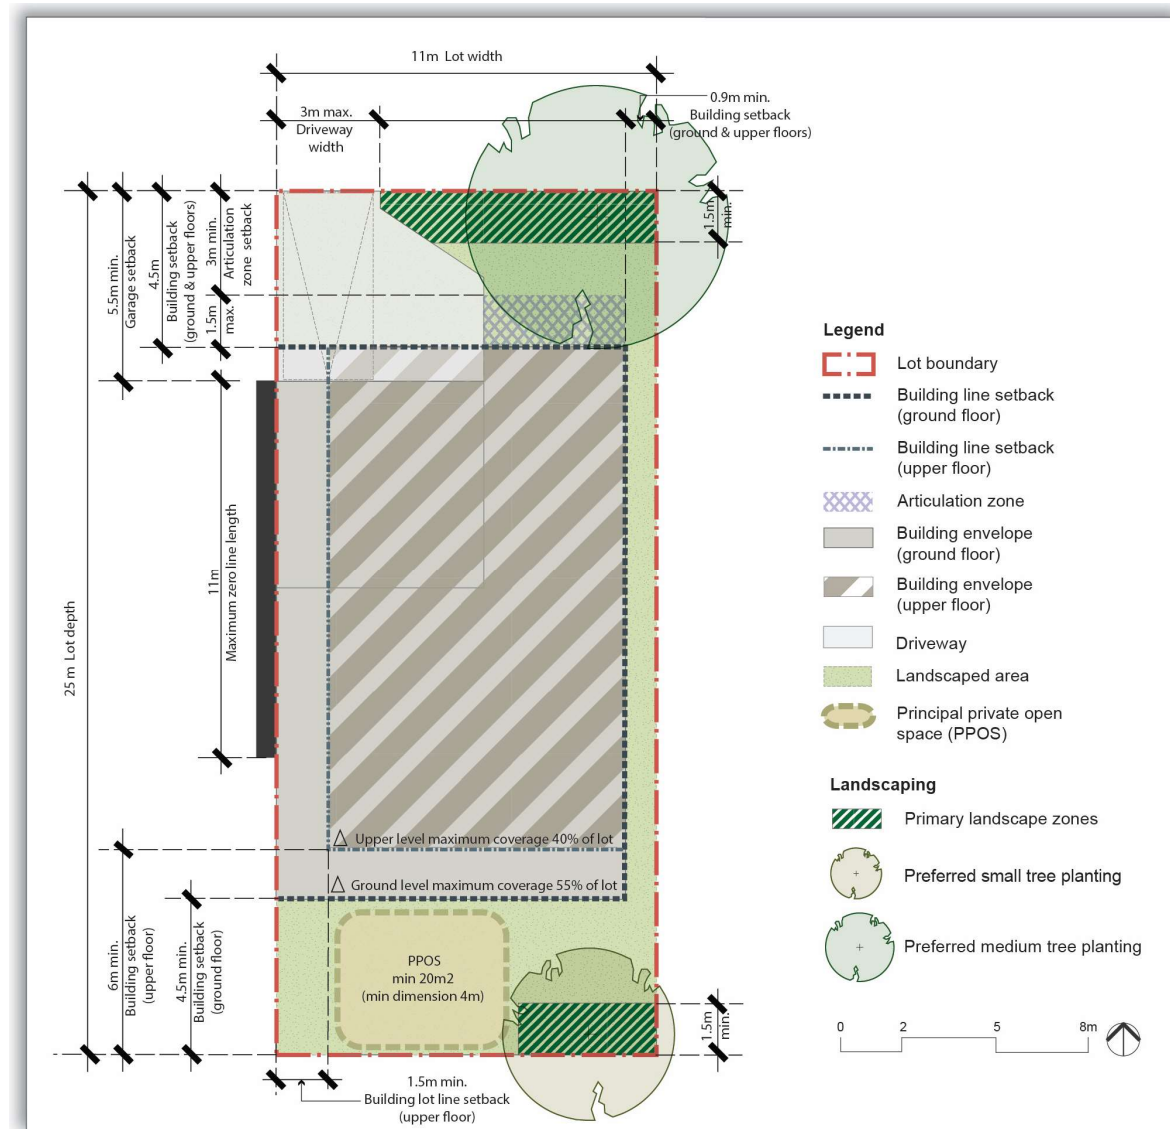 11m  Lot width
0.9m min.
Building setback
(ground & upper floors)
3m max.
Driveway
width
1.5m
min.
5.5m min.
Garage setback
4.5m
Building setback
(ground & upper floors)
3m min.
Articulation
zone setback
1.5m
max.
11m
Maximum zero line length
25 m Lot depth
Upper level maximum coverage 40% of lot
Ground level maximum coverage 55% of lot
6m min.
Building setback
(upper floor)
4.5m min.
Building setback
(ground floor)
PPOS
min 20m2
(min dimension 4m)
1.5m
min.
1.5m min.
Building lot line setback
(upper floor)
Legend
Lot boundary
Building line setback
(ground floor)
Building line setback
(upper floor)
Articulation zone
Building envelope
(ground floor)
Building envelope
(upper floor)
Driveway
Landscaped area
Principal private open
space (PPOS)
Landscaping
Primary landscape zones
Preferred small tree planting
Preferred medium tree planting
0 2 5 8m